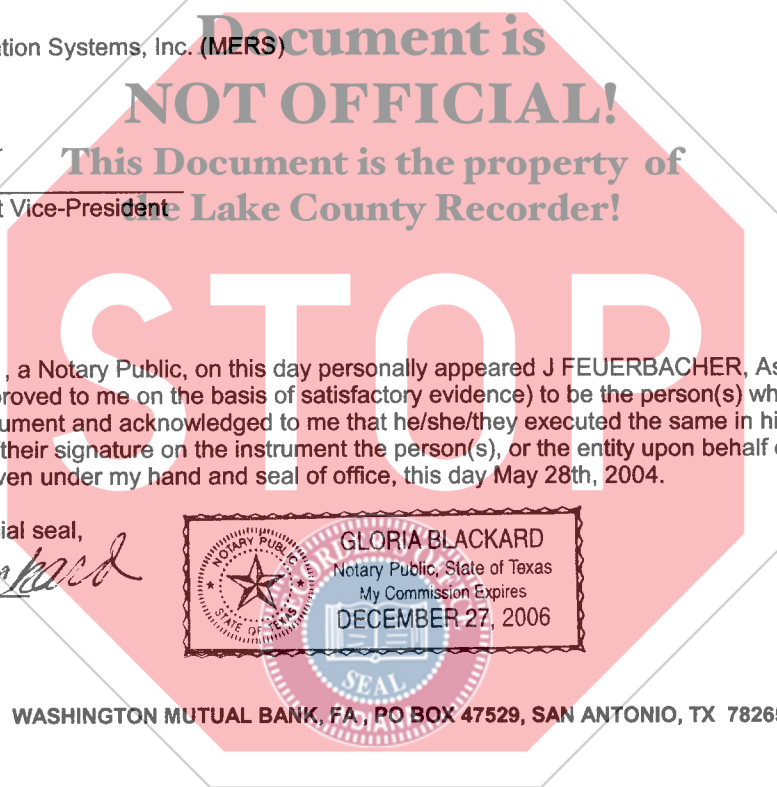 tion Systems, Inc. (MERS)
Document is
NOT OFFICIAL!
This Document is the property of
the Lake County Recorder!
t Vice-President
STOP
, a Notary Public, on this day personally appeared J FEUERBACHER, As
proved to me on the basis of satisfactory evidence) to be the person(s) wh
ument and acknowledged to me that he/she/they executed the same in hi
their signature on the instrument the person(s), or the entity upon behalf
ven under my hand and seal of office, this day May 28th, 2004.
ial seal,
NOTARY PUBLIC
STATE OF TEXAS
GLORIA BLACKARD
Notary Public, State of Texas
My Commission Expires
DECEMBER 27, 2006
SEAL
WASHINGTON MUTUAL BANK, FA, PO BOX 47529, SAN ANTONIO, TX 7826